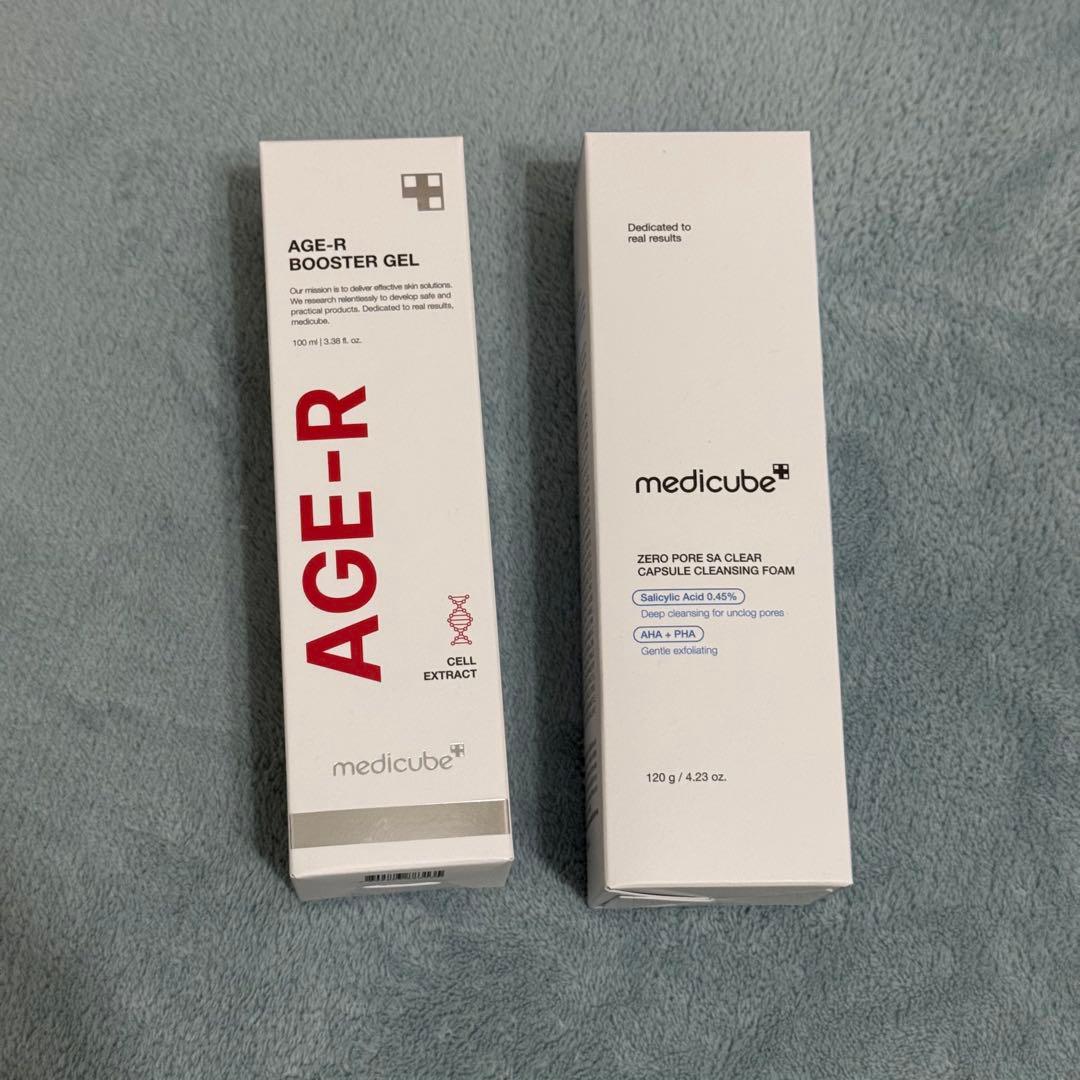 AGE-R
BOOSTER GEL
Our mission is to deliver effective skin solutions.
We research relentlessly to develop safe and
practical products. Dedicated to real results,
medicube.
100 ml | 3.38 fl. oz.
AGE-R
CELL
EXTRACT
medicube
Dedicated to
real results
medicube
ZERO PORE SA CLEAR
CAPSULE CLEANSING FOAM
Salicylic Acid 0.45%
Deep cleansing for unclog pores
AHA + PHA
Gentle exfoliating
120 g / 4.23 oz.